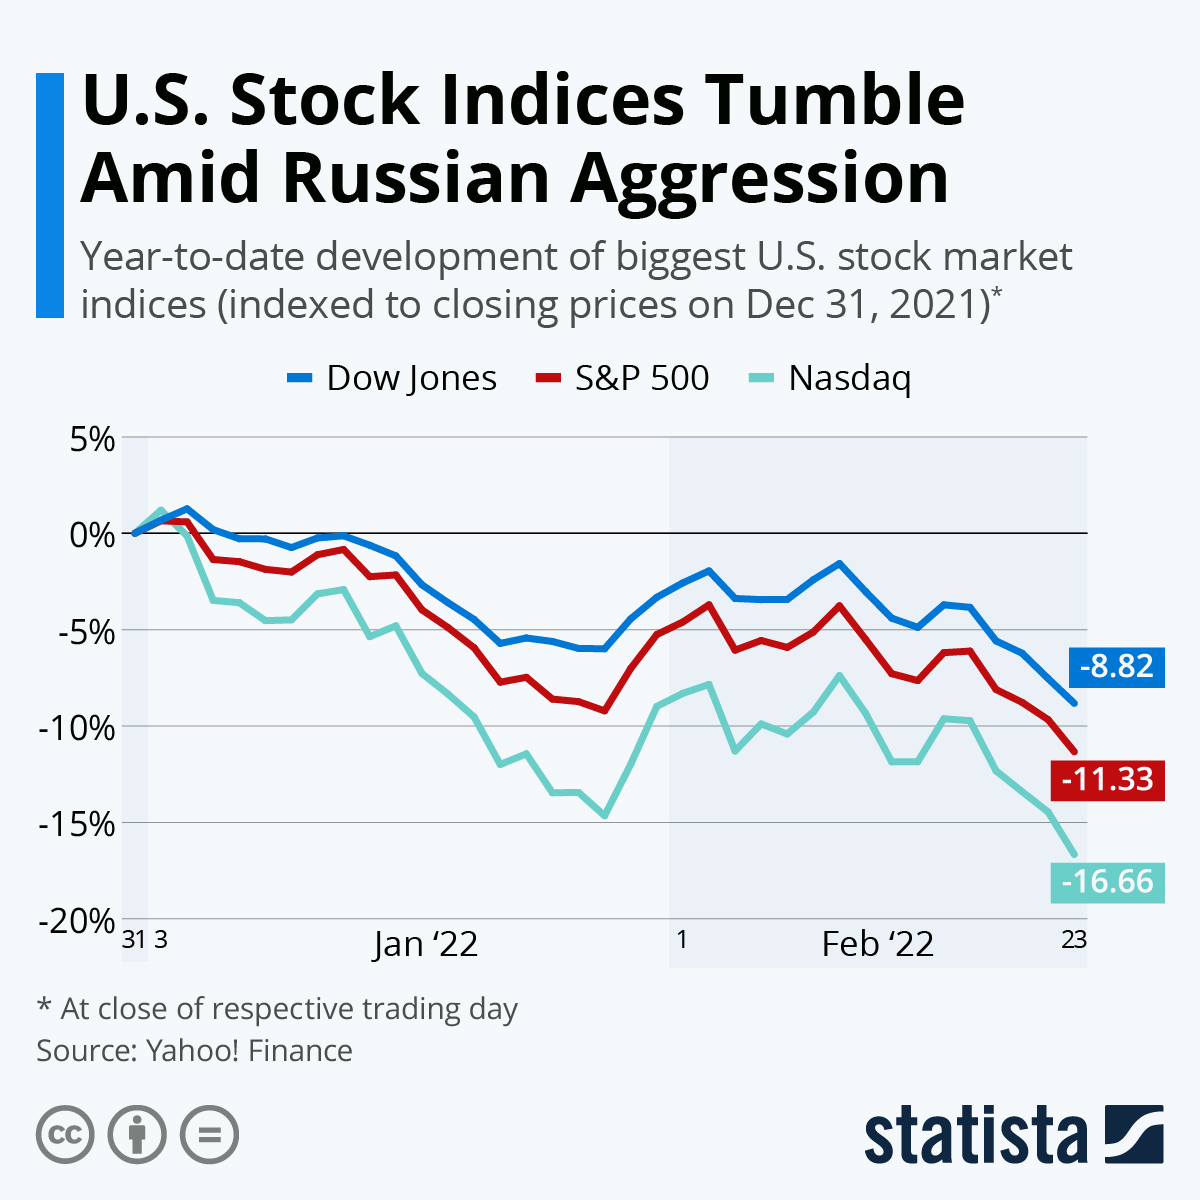 U.S. Stock Indices Tumble
Amid Russian Aggression
Year-to-date development of biggest U.S. stock market
indices (indexed to closing prices on Dec 31, 2021)*
Dow Jones S&P 500 Nasdaq
5%
0%
-5%
-8.82
-10%
-11.33
-15%
-16.66
-20%
31 3 Jan ‘22 1 Feb ‘22 23
* At close of respective trading day
Source: Yahoo! Finance
cc = statista